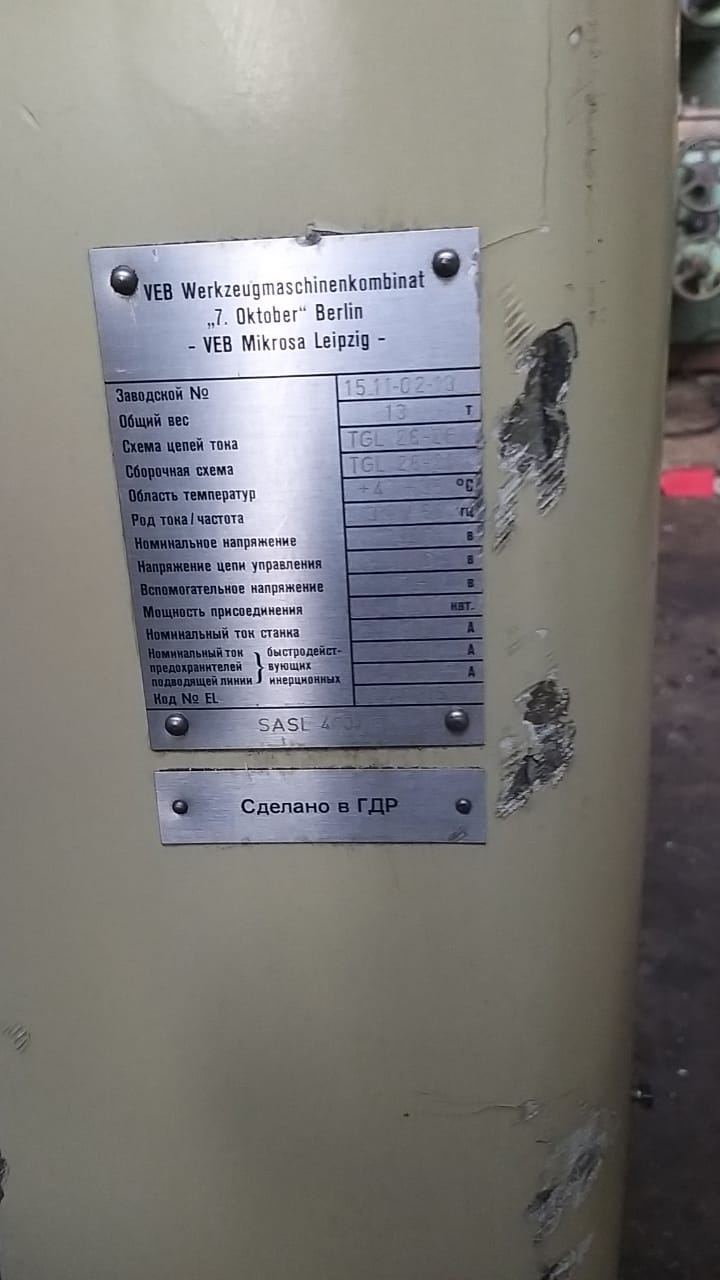 VEB Werkzeugmaschinenkombinat
„7. Oktober“ Berlin
- VEB Mikrosa Leipzig -
Заводской № 15.11-02-13
Общий вес 13 т
Схема цепей тока TGL
Сборочная схема TGL
Область температур +4 °C
Род тока/частота гц
Номинальное напряжение в
Напряжение цепи управления в
Вспомогательное напряжение в
Мощность присоединения квт.
Номинальный ток станка А
Номинальный ток } быстродейст- А
предохранителей вующих
подводящей линии инерционных А
Код № EL
SASL
Сделано в ГДР